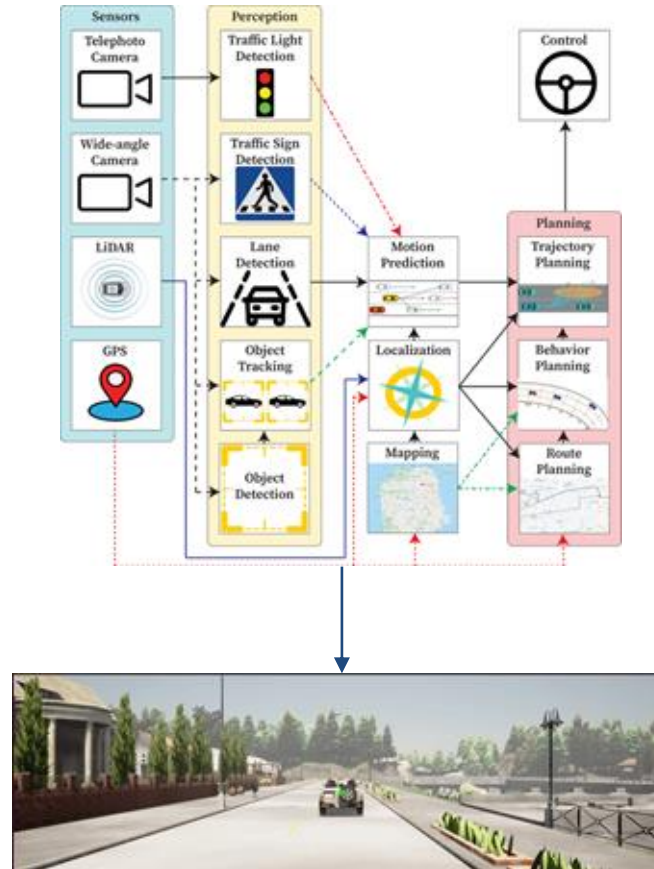 Sensors
Telephoto
Camera
Wide-angle
Camera
LiDAR
GPS
Perception
Traffic Light
Detection
Traffic Sign
Detection
Lane
Detection
Object
Tracking
Object
Detection
Motion
Prediction
Localization
Mapping
Control
Planning
Trajectory
Planning
Behavior
Planning
Route
Planning